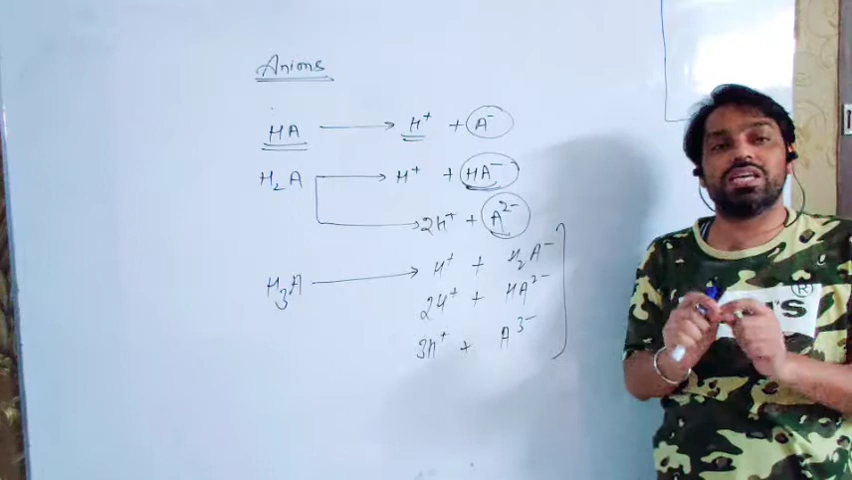 Anions
HA → H⁺ + A⁻
H₂A → H⁺ + HA⁻
→ 2H⁺ + A²⁻
H₃A → H⁺ + H₂A⁻
2H⁺ + HA²⁻
3H⁺ + A³⁻
®